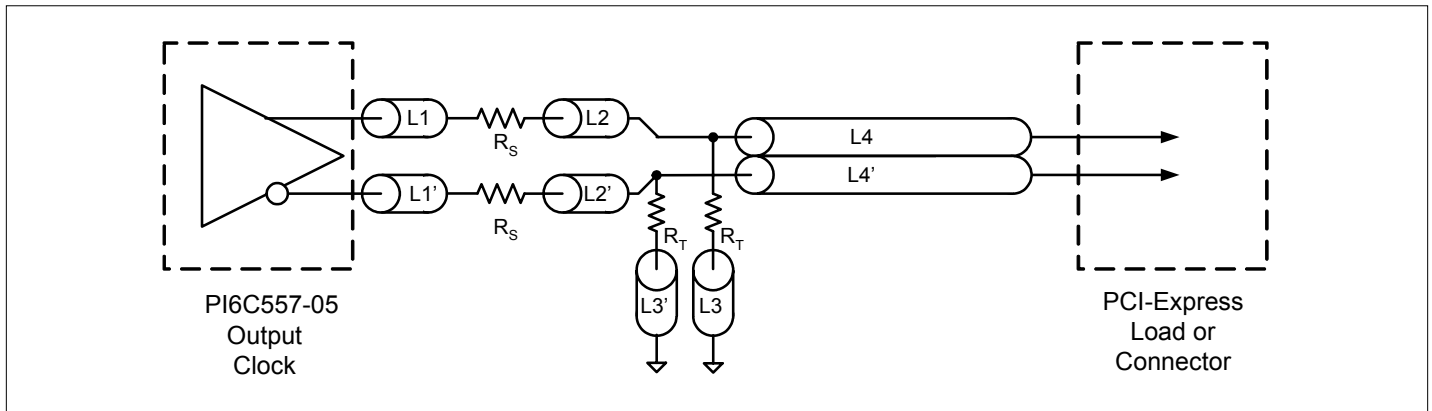 L1
R_S
L2
L4
L1'
R_S
L2'
L4'
R_T
R_T
L3'
L3
PI6C557-05
Output
Clock
PCI-Express
Load or
Connector